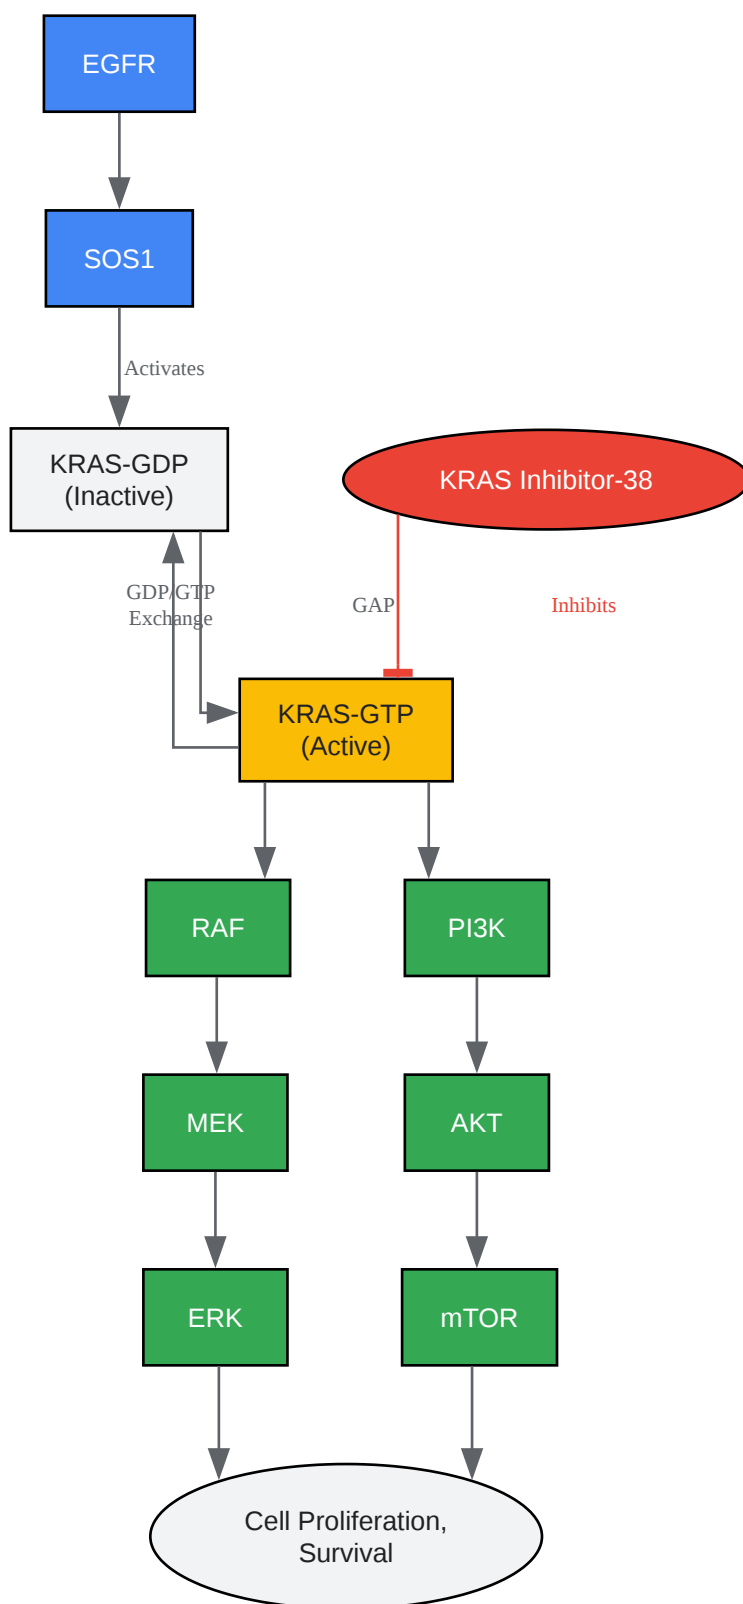 EGFR
SOS1
Activates
KRAS-GDP
(Inactive)
KRAS Inhibitor-38
GDP/GTP
Exchange
GAP
Inhibits
KRAS-GTP
(Active)
RAF
PI3K
MEK
AKT
ERK
mTOR
Cell Proliferation,
Survival